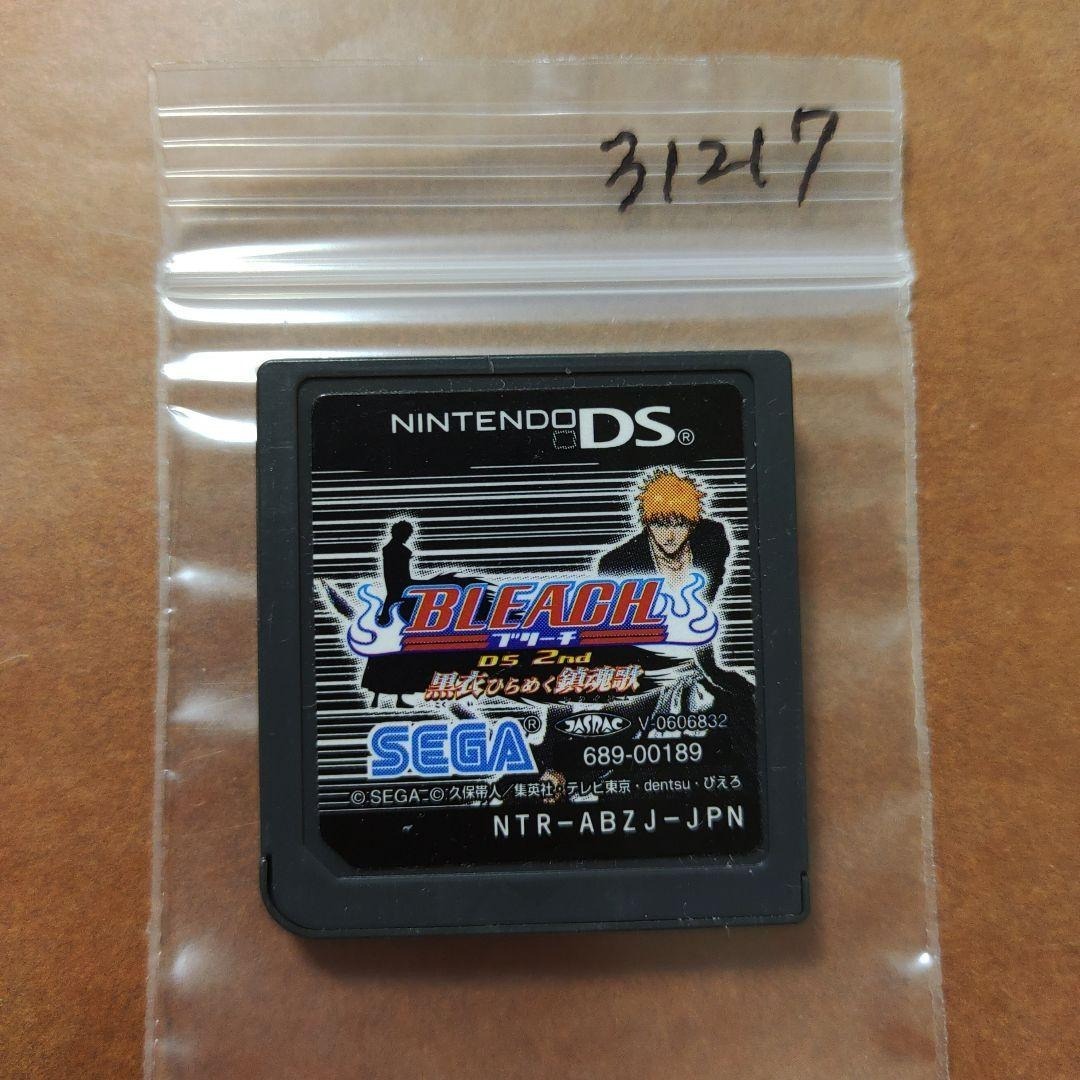 31217
NINTENDO DS®
BLEACH
ブリーチ
DS 2nd
黒衣ひらめく鎮魂歌
SEGA®
JASRAC V-0606832
689-00189
© SEGA © 久保帯人／集英社・テレビ東京・dentsu・ぴえろ
NTR-ABZJ-JPN